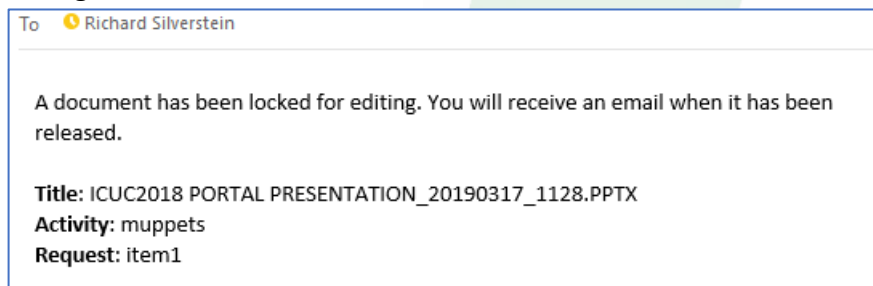 To Richard Silverstein
A document has been locked for editing. You will receive an email when it has been
released.
Title: ICUC2018 PORTAL PRESENTATION_20190317_1128.PPTX
Activity: muppets
Request: item1